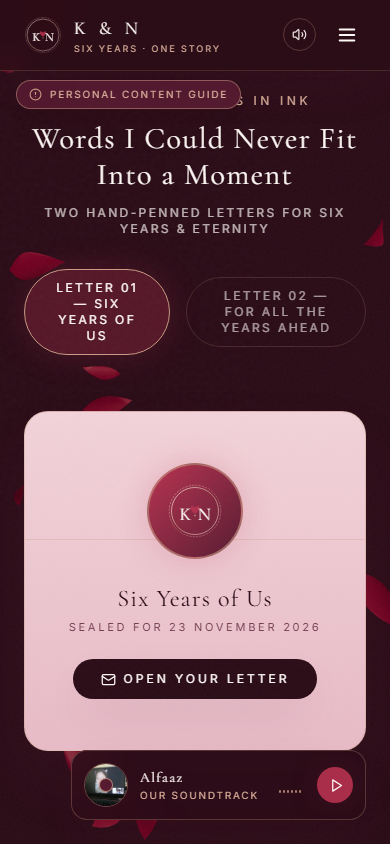 K N
K & N
SIX YEARS · ONE STORY
PERSONAL CONTENT GUIDE
IN INK
Words I Could Never Fit
Into a Moment
TWO HAND-PENNED LETTERS FOR SIX
YEARS & ETERNITY
LETTER 01
— SIX
YEARS OF
US
LETTER 02 —
FOR ALL THE
YEARS AHEAD
K N
Six Years of Us
SEALED FOR 23 NOVEMBER 2026
OPEN YOUR LETTER
Alfaaz
OUR SOUNDTRACK